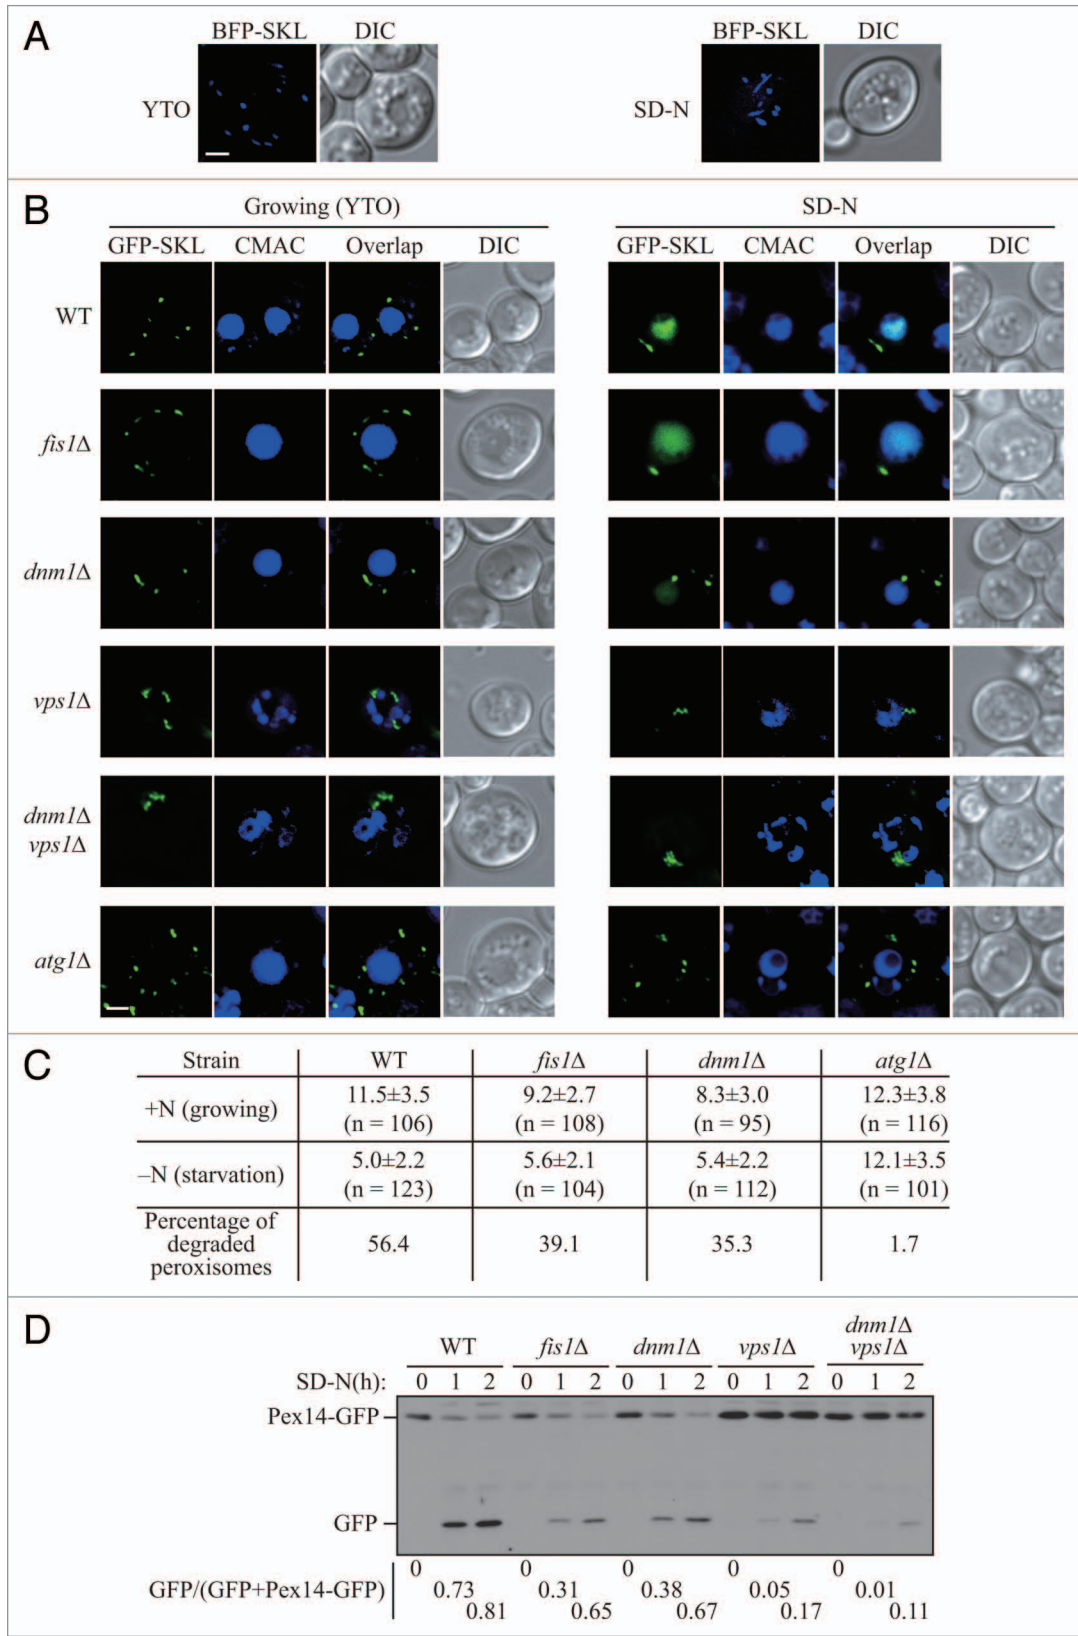 A
BFP-SKL DIC BFP-SKL DIC
YTO SD-N
B
Growing (YTO) SD-N
GFP-SKL CMAC Overlap DIC GFP-SKL CMAC Overlap DIC
WT
fis1Δ
dnm1Δ
vps1Δ
dnm1Δ
vps1Δ
atg1Δ
C
Strain WT fis1Δ dnm1Δ atg1Δ
+N (growing) 11.5±3.5 9.2±2.7 8.3±3.0 12.3±3.8
(n = 106) (n = 108) (n = 95) (n = 116)
–N (starvation) 5.0±2.2 5.6±2.1 5.4±2.2 12.1±3.5
(n = 123) (n = 104) (n = 112) (n = 101)
Percentage of
degraded 56.4 39.1 35.3 1.7
peroxisomes
D
WT fis1Δ dnm1Δ vps1Δ dnm1Δ
vps1Δ
SD-N(h): 0 1 2 0 1 2 0 1 2 0 1 2 0 1 2
Pex14-GFP
GFP
GFP/(GFP+Pex14-GFP) 0 0.73 0.81 0 0.31 0.65 0 0.38 0.67 0 0.05 0.17 0 0.01 0.11